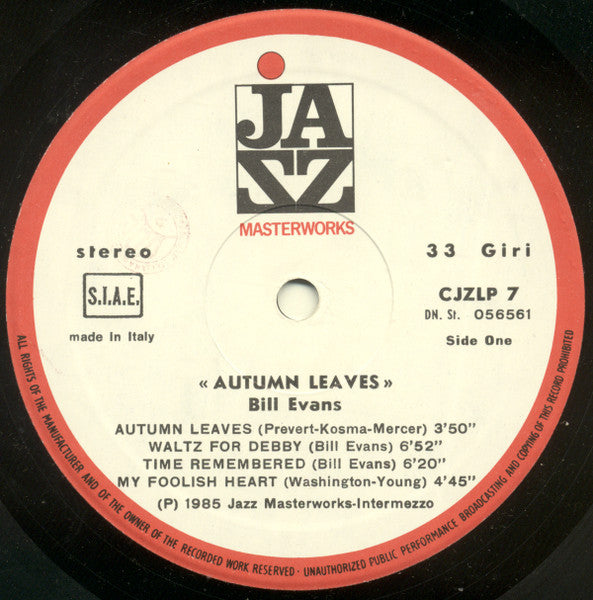 JA
ZZ
MASTERWORKS
stereo
33 Giri
S.I.A.E.
CJZLP 7
DN. St. 056561
made in Italy
Side One
« AUTUMN LEAVES »
Bill Evans
AUTUMN LEAVES (Prevert-Kosma-Mercer) 3'50"
WALTZ FOR DEBBY (Bill Evans) 6'52"
TIME REMEMBERED (Bill Evans) 6'20"
MY FOOLISH HEART (Washington-Young) 4'45"
(P) 1985 Jazz Masterworks-Intermezzo
ALL RIGHTS OF THE MANUFACTURER AND OF THE OWNER OF THE RECORDED WORK RESERVED - UNAUTHORIZED PUBLIC PERFORMANCE BROADCASTING AND COPYING OF THIS RECORD PROHIBITED